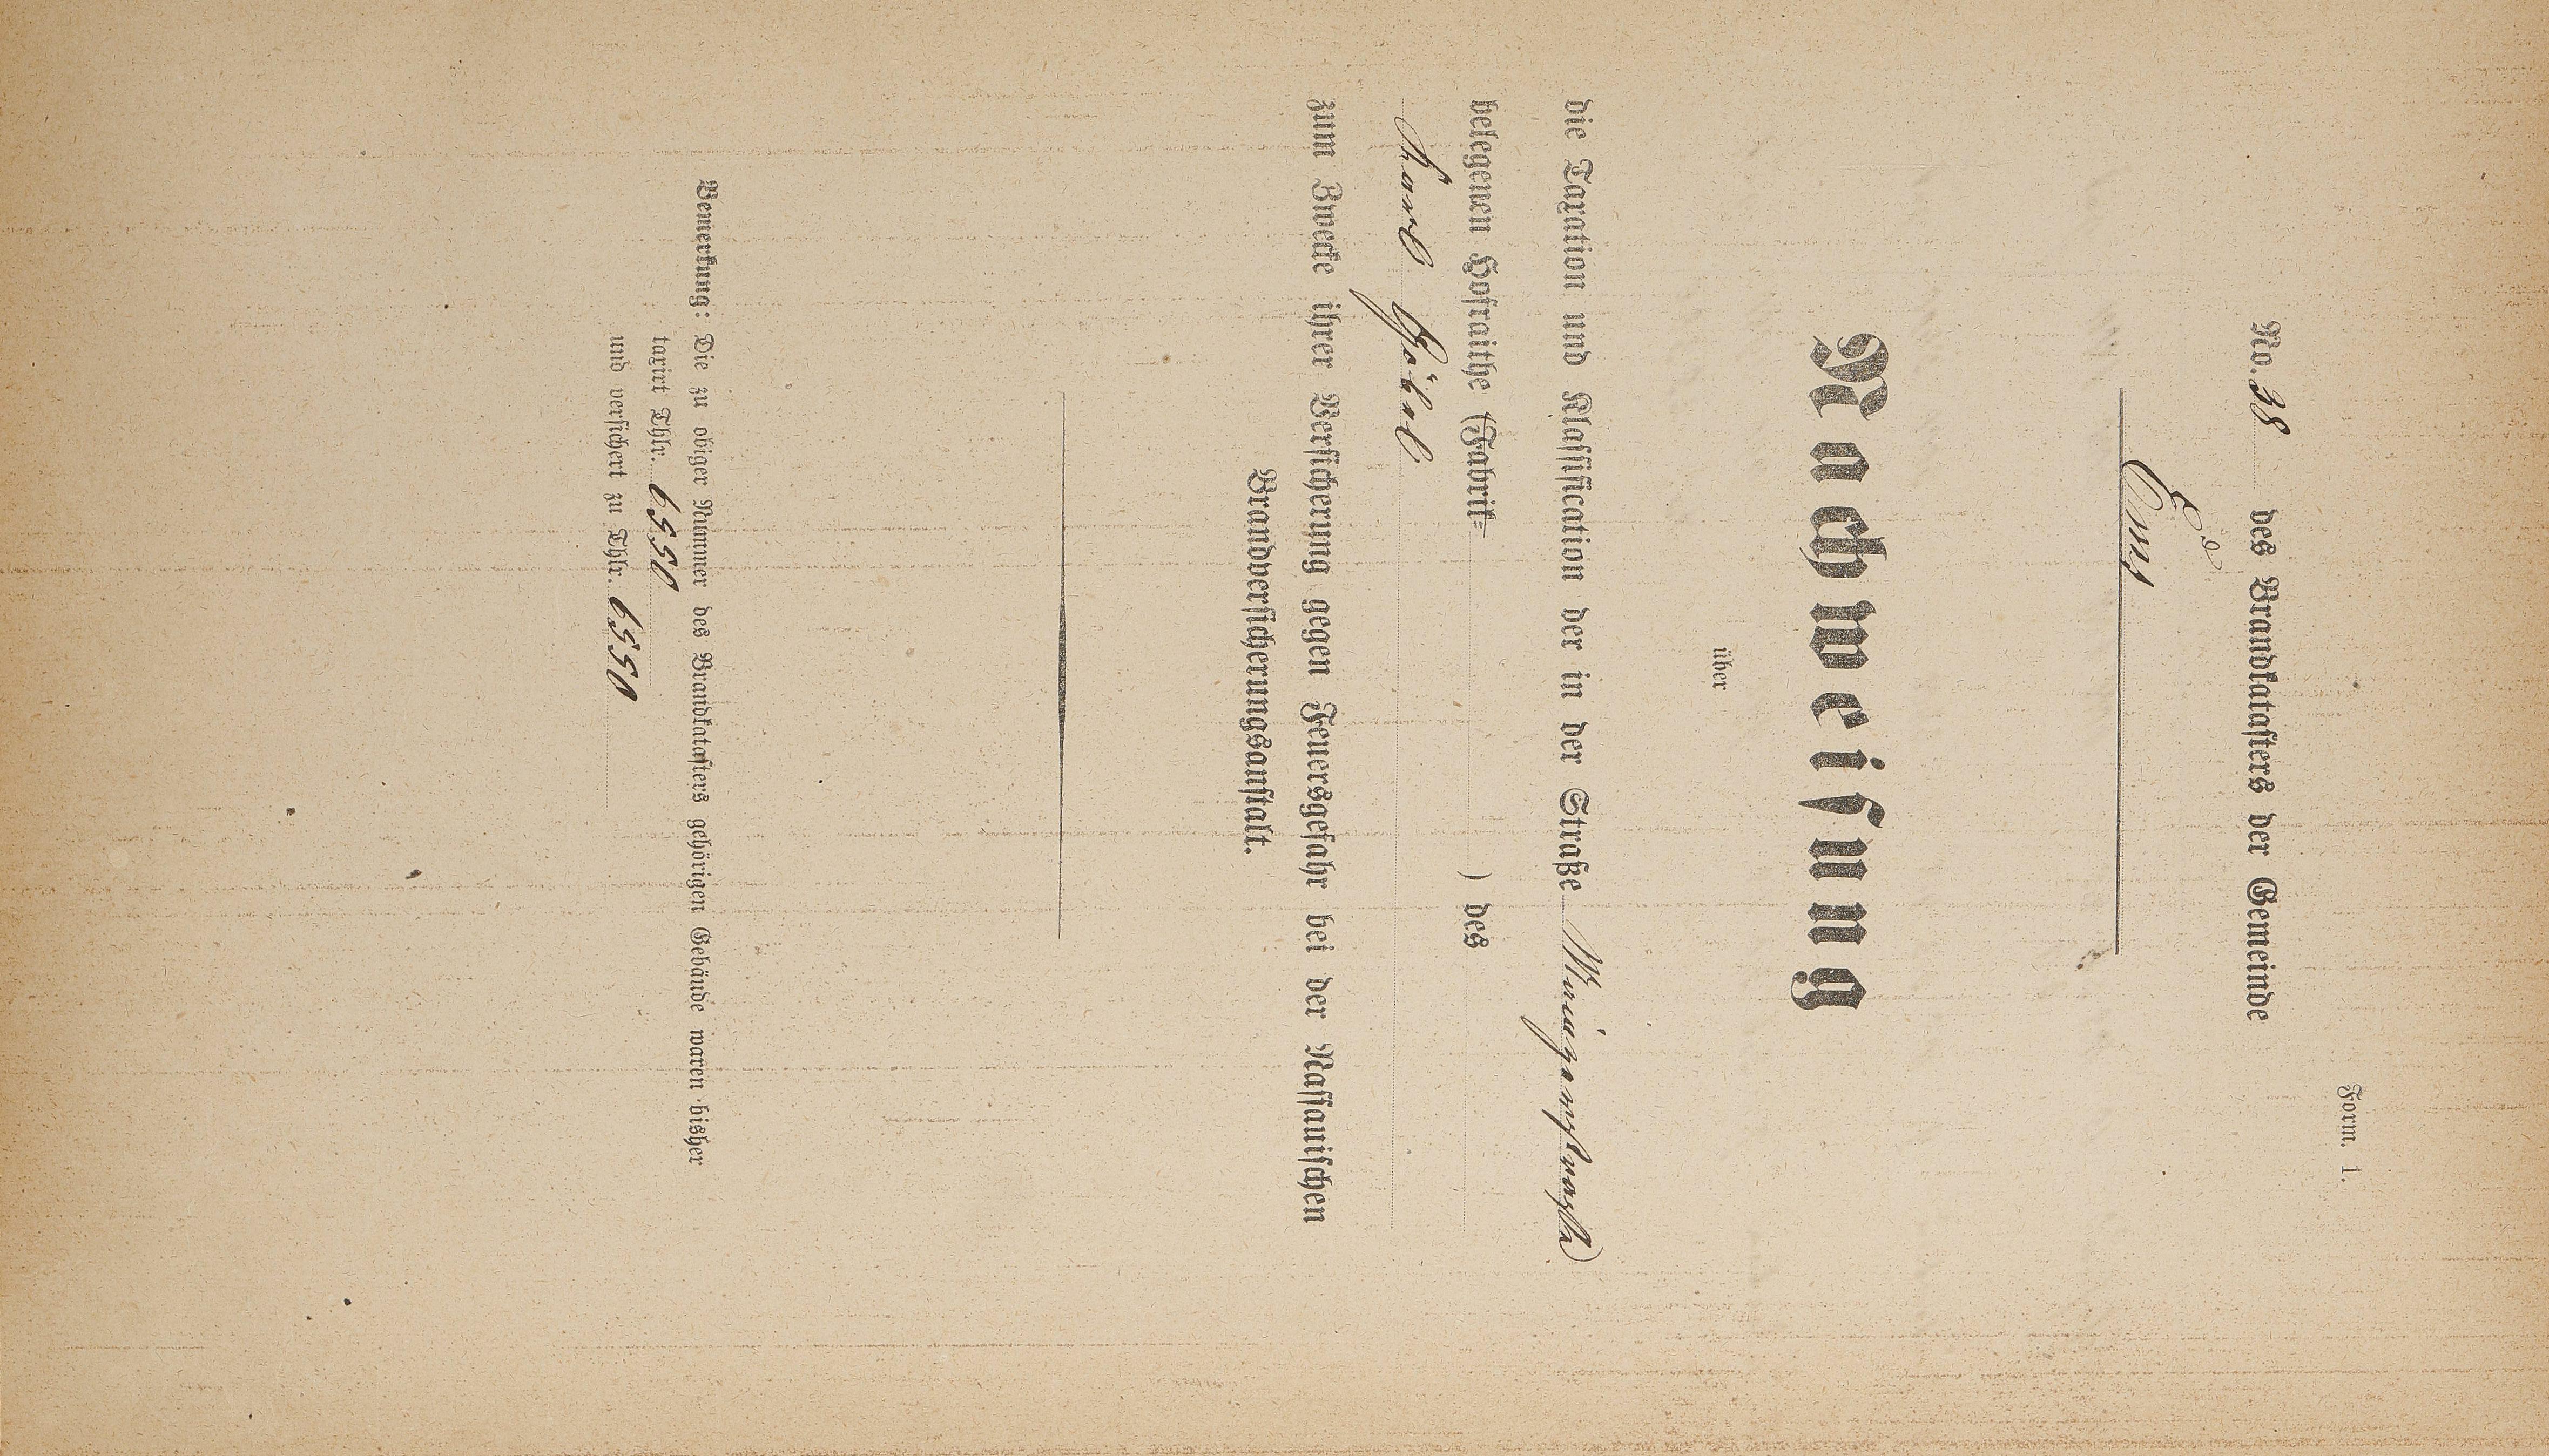 Form. 1.
No. 38 des Brandkatasters der Gemeinde
Ems
Nachweisung
über
die Taxation und Klassification der in der Straße
belegenen Hofraithe (Fabrik= ) des
Karl Göbel
zum Zwecke ihrer Versicherung gegen Feuersgefahr bei der Nassauischen
Brandversicherungsanstalt.
Bemerkung: Die zu obiger Nummer des Brandkatasters gehörigen Gebäude waren bisher
taxirt Thlr. 6550
und versichert zu Thlr. 6550